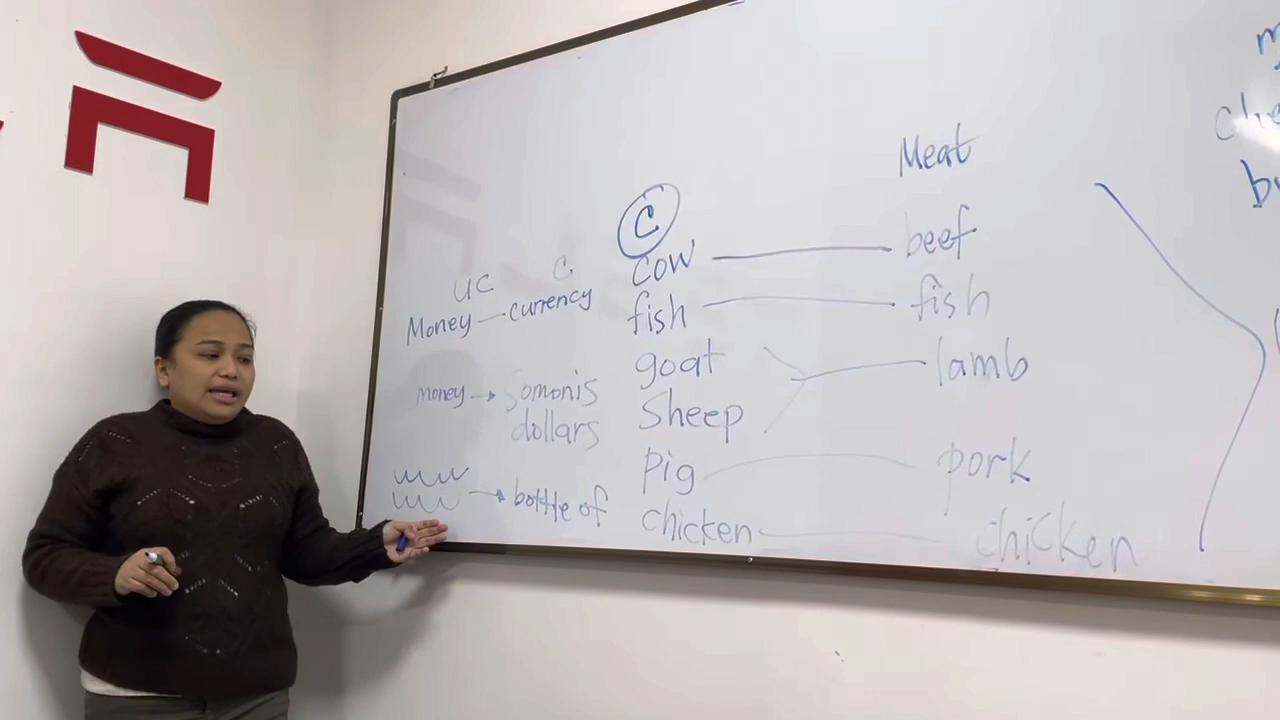 Meat
C
cow beef
UC C
Money currency
fish fish
goat lamb
money → Somonis
dollars
Sheep
pig pork
→ bottle of
chicken chicken